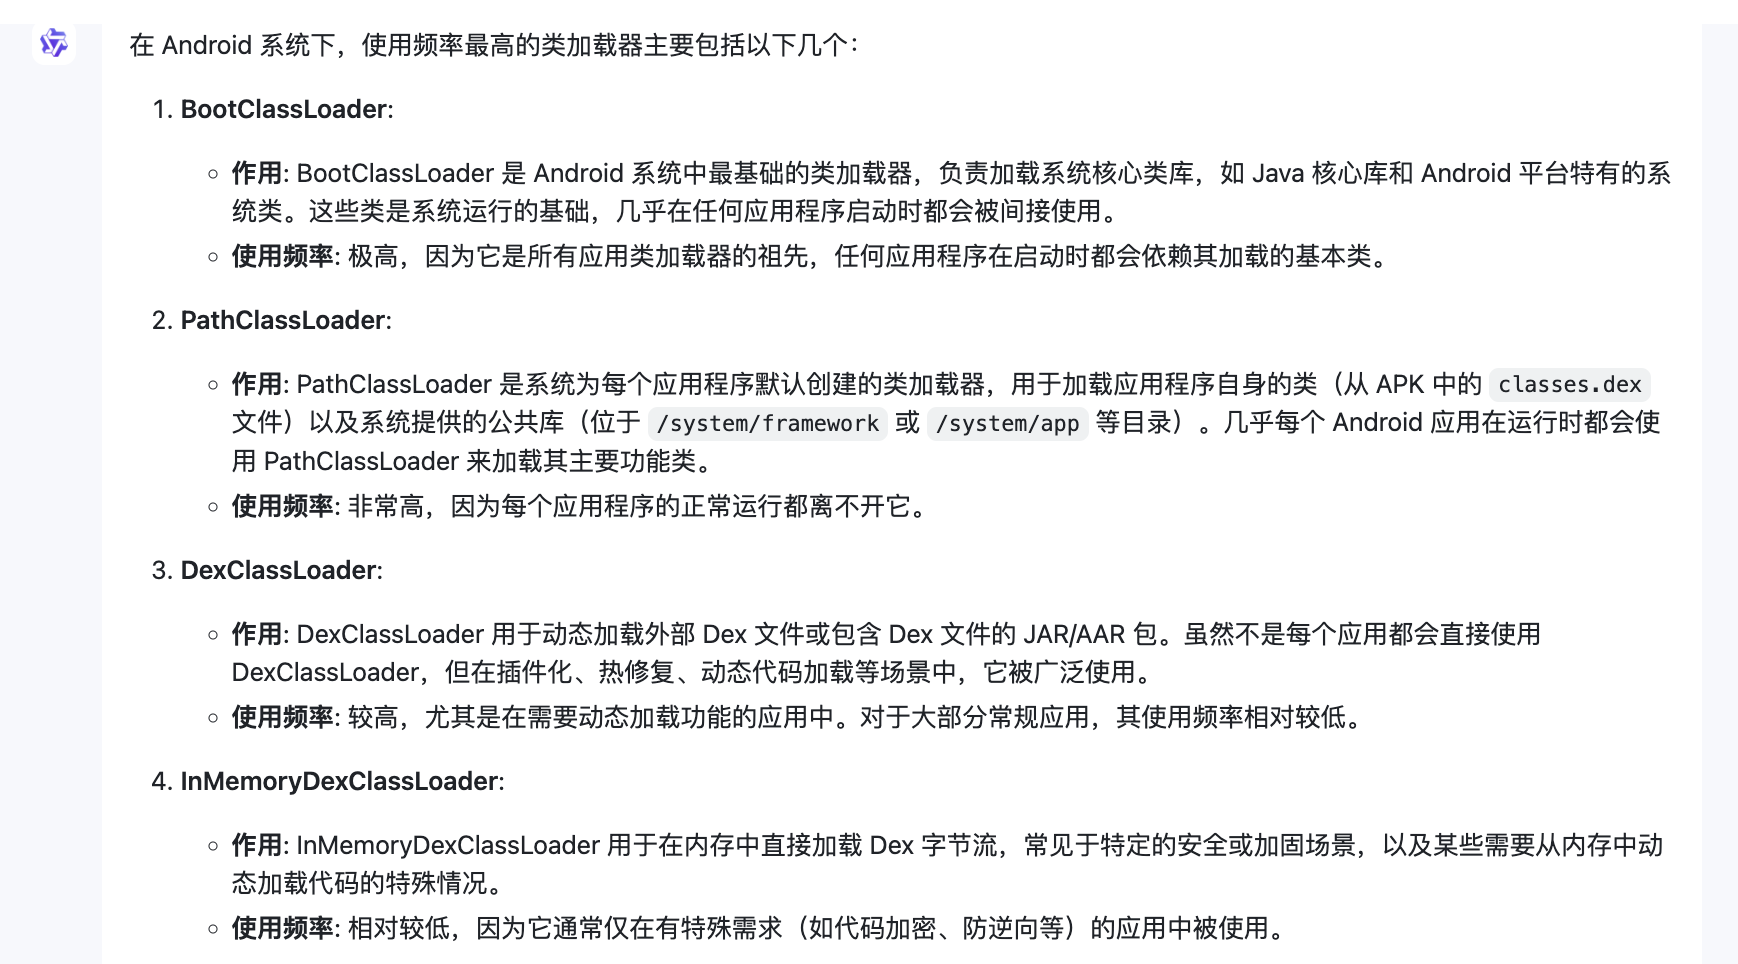 在 Android 系统下，使用频率最高的类加载器主要包括以下几个：
1. BootClassLoader:
作用: BootClassLoader 是 Android 系统中最基础的类加载器，负责加载系统核心类库，如 Java 核心库和 Android 平台特有的系
统类。这些类是系统运行的基础，几乎在任何应用程序启动时都会被间接使用。
使用频率: 极高，因为它是所有应用类加载器的祖先，任何应用程序在启动时都会依赖其加载的基本类。
2. PathClassLoader:
作用: PathClassLoader 是系统为每个应用程序默认创建的类加载器，用于加载应用程序自身的类（从 APK 中的 classes.dex
文件）以及系统提供的公共库（位于 /system/framework 或 /system/app 等目录）。几乎每个 Android 应用在运行时都会使
用 PathClassLoader 来加载其主要功能类。
使用频率: 非常高，因为每个应用程序的正常运行都离不开它。
3. DexClassLoader:
作用: DexClassLoader 用于动态加载外部 Dex 文件或包含 Dex 文件的 JAR/AAR 包。虽然不是每个应用都会直接使用
DexClassLoader，但在插件化、热修复、动态代码加载等场景中，它被广泛使用。
使用频率: 较高，尤其是在需要动态加载功能的应用中。对于大部分常规应用，其使用频率相对较低。
4. InMemoryDexClassLoader:
作用: InMemoryDexClassLoader 用于在内存中直接加载 Dex 字节流，常见于特定的安全或加固场景，以及某些需要从内存中动
态加载代码的特殊情况。
使用频率: 相对较低，因为它通常仅在有特殊需求（如代码加密、防逆向等）的应用中被使用。